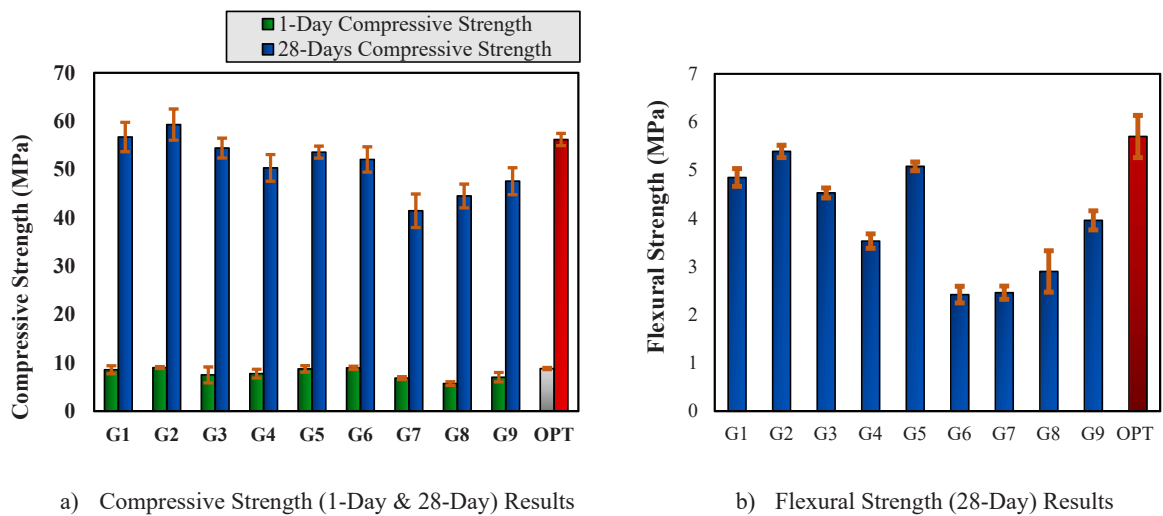 1-Day Compressive Strength
28-Days Compressive Strength
Compressive Strength (MPa)
70
60
50
40
30
20
10
0
G1 G2 G3 G4 G5 G6 G7 G8 G9 OPT
a) Compressive Strength (1-Day & 28-Day) Results
Flexural Strength (MPa)
7
6
5
4
3
2
1
0
G1 G2 G3 G4 G5 G6 G7 G8 G9 OPT
b) Flexural Strength (28-Day) Results